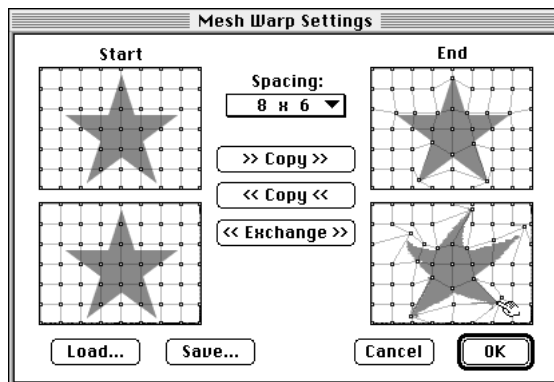 Mesh Warp Settings
Start
End
Spacing:
8 x 6
>> Copy >>
<< Copy <<
<< Exchange >>
Load...
Save...
Cancel
OK